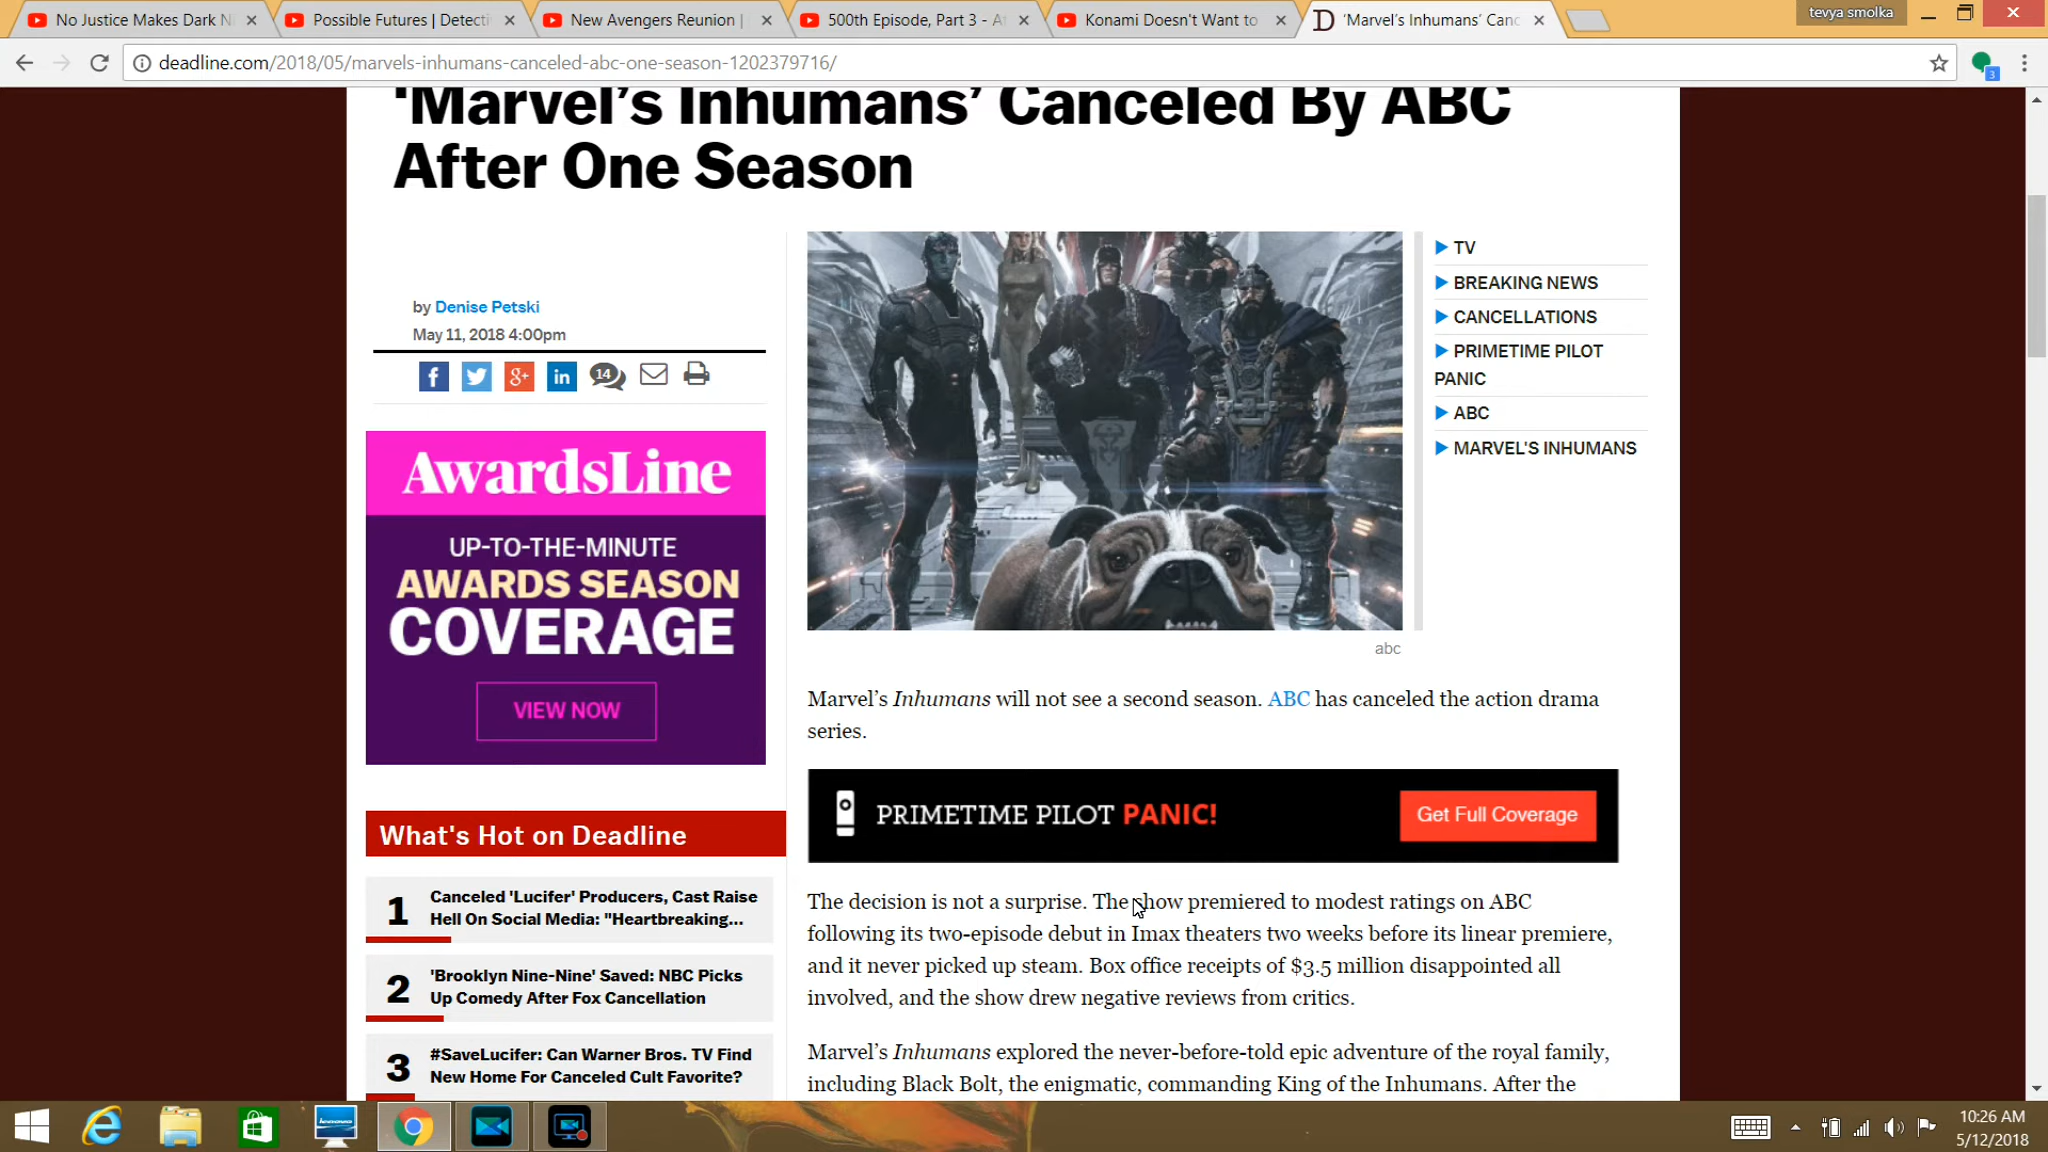 No Justice Makes Dark N
Possible Futures | Detecti
New Avengers Reunion |
500th Episode, Part 3 - A
Konami Doesn't Want to
'Marvel's Inhumans' Canc
tevya smolka
deadline.com/2018/05/marvels-inhumans-canceled-abc-one-season-1202379716/
3
'Marvel's Inhumans' Canceled By ABC
After One Season
by Denise Petski
May 11, 2018 4:00pm
14
TV
BREAKING NEWS
CANCELLATIONS
PRIMETIME PILOT
PANIC
ABC
MARVEL'S INHUMANS
AwardsLine
UP-TO-THE-MINUTE
AWARDS SEASON
COVERAGE
VIEW NOW
abc
Marvel's Inhumans will not see a second season. ABC has canceled the action drama
series.
PRIMETIME PILOT PANIC!
Get Full Coverage
What's Hot on Deadline
1
Canceled 'Lucifer' Producers, Cast Raise
Hell On Social Media: "Heartbreaking...
2
'Brooklyn Nine-Nine' Saved: NBC Picks
Up Comedy After Fox Cancellation
3
#SaveLucifer: Can Warner Bros. TV Find
New Home For Canceled Cult Favorite?
The decision is not a surprise. The show premiered to modest ratings on ABC
following its two-episode debut in Imax theaters two weeks before its linear premiere,
and it never picked up steam. Box office receipts of $3.5 million disappointed all
involved, and the show drew negative reviews from critics.
Marvel's Inhumans explored the never-before-told epic adventure of the royal family,
including Black Bolt, the enigmatic, commanding King of the Inhumans. After the
10:26 AM
5/12/2018